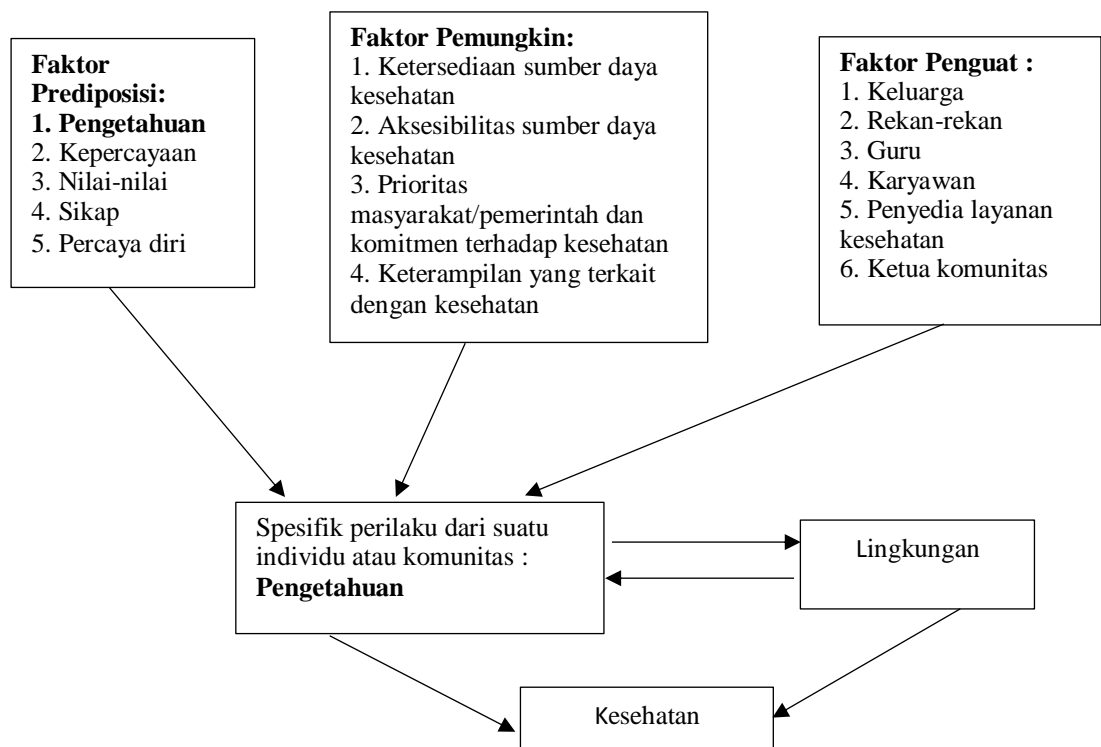 Faktor
Prediposisi:
1. Pengetahuan
2. Kepercayaan
3. Nilai-nilai
4. Sikap
5. Percaya diri
Faktor Pemungkin:
1. Ketersediaan sumber daya
kesehatan
2. Aksesibilitas sumber daya
kesehatan
3. Prioritas
masyarakat/pemerintah dan
komitmen terhadap kesehatan
4. Keterampilan yang terkait
dengan kesehatan
Faktor Penguat :
1. Keluarga
2. Rekan-rekan
3. Guru
4. Karyawan
5. Penyedia layanan
kesehatan
6. Ketua komunitas
Spesifik perilaku dari suatu
individu atau komunitas :
Pengetahuan
Lingkungan
Kesehatan